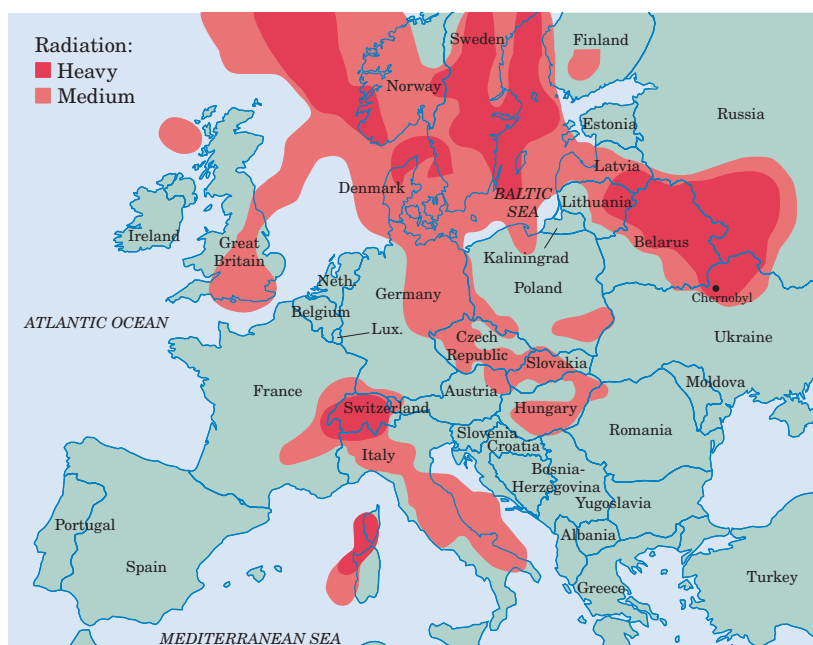 Radiation:
Heavy
Medium
Sweden
Finland
Norway
Russia
Estonia
Latvia
Denmark
BALTIC
SEA
Lithuania
Ireland
Great
Britain
Belarus
Kaliningrad
Neth.
Germany
Poland
Chernobyl
Belgium
ATLANTIC OCEAN
Lux.
Czech
Republic
Ukraine
Slovakia
France
Austria
Moldova
Switzerland
Hungary
Romania
Slovenia
Croatia
Italy
Bosnia-
Herzegovina
Yugoslavia
Portugal
Albania
Spain
Greece
Turkey
MEDITERRANEAN SEA